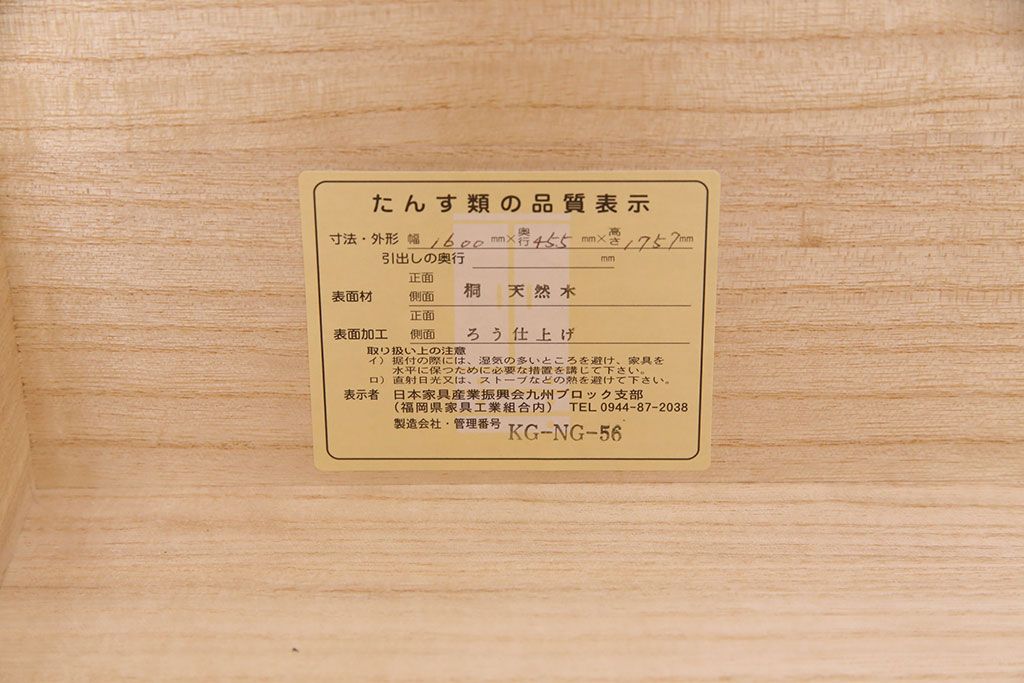 たんす類の品質表示
寸法・外形 幅 1600 mm×奥行 455 mm×高さ 1757mm
引出しの奥行 mm
正面
表面材 側面 桐 天然木
正面
表面加工 側面 ろう仕上げ
取り扱い上の注意
イ）据付の際には、湿気の多いところを避け、家具を
水平に保つために必要な措置を講じて下さい。
ロ）直射日光又は、ストーブなどの熱を避けて下さい。
表示者 日本家具産業振興会九州ブロック支部
（福岡県家具工業組合内） TEL 0944-87-2038
製造会社・管理番号 KG-NG-56